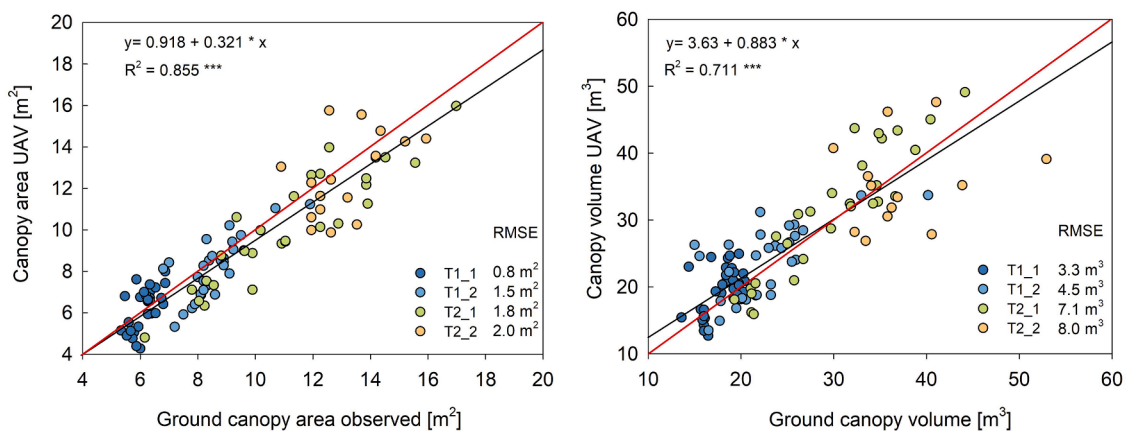 20
18
16
14
12
10
8
6
4
Canopy area UAV [m²]
y= 0.918 + 0.321 * x
R² = 0.855 ***
RMSE
T1_1 0.8 m²
T1_2 1.5 m²
T2_1 1.8 m²
T2_2 2.0 m²
4 6 8 10 12 14 16 18 20
Ground canopy area observed [m²]
60
50
40
30
20
10
Canopy volume UAV [m³]
y= 3.63 + 0.883 * x
R² = 0.711 ***
RMSE
T1_1 3.3 m³
T1_2 4.5 m³
T2_1 7.1 m³
T2_2 8.0 m³
10 20 30 40 50 60
Ground canopy volume [m³]